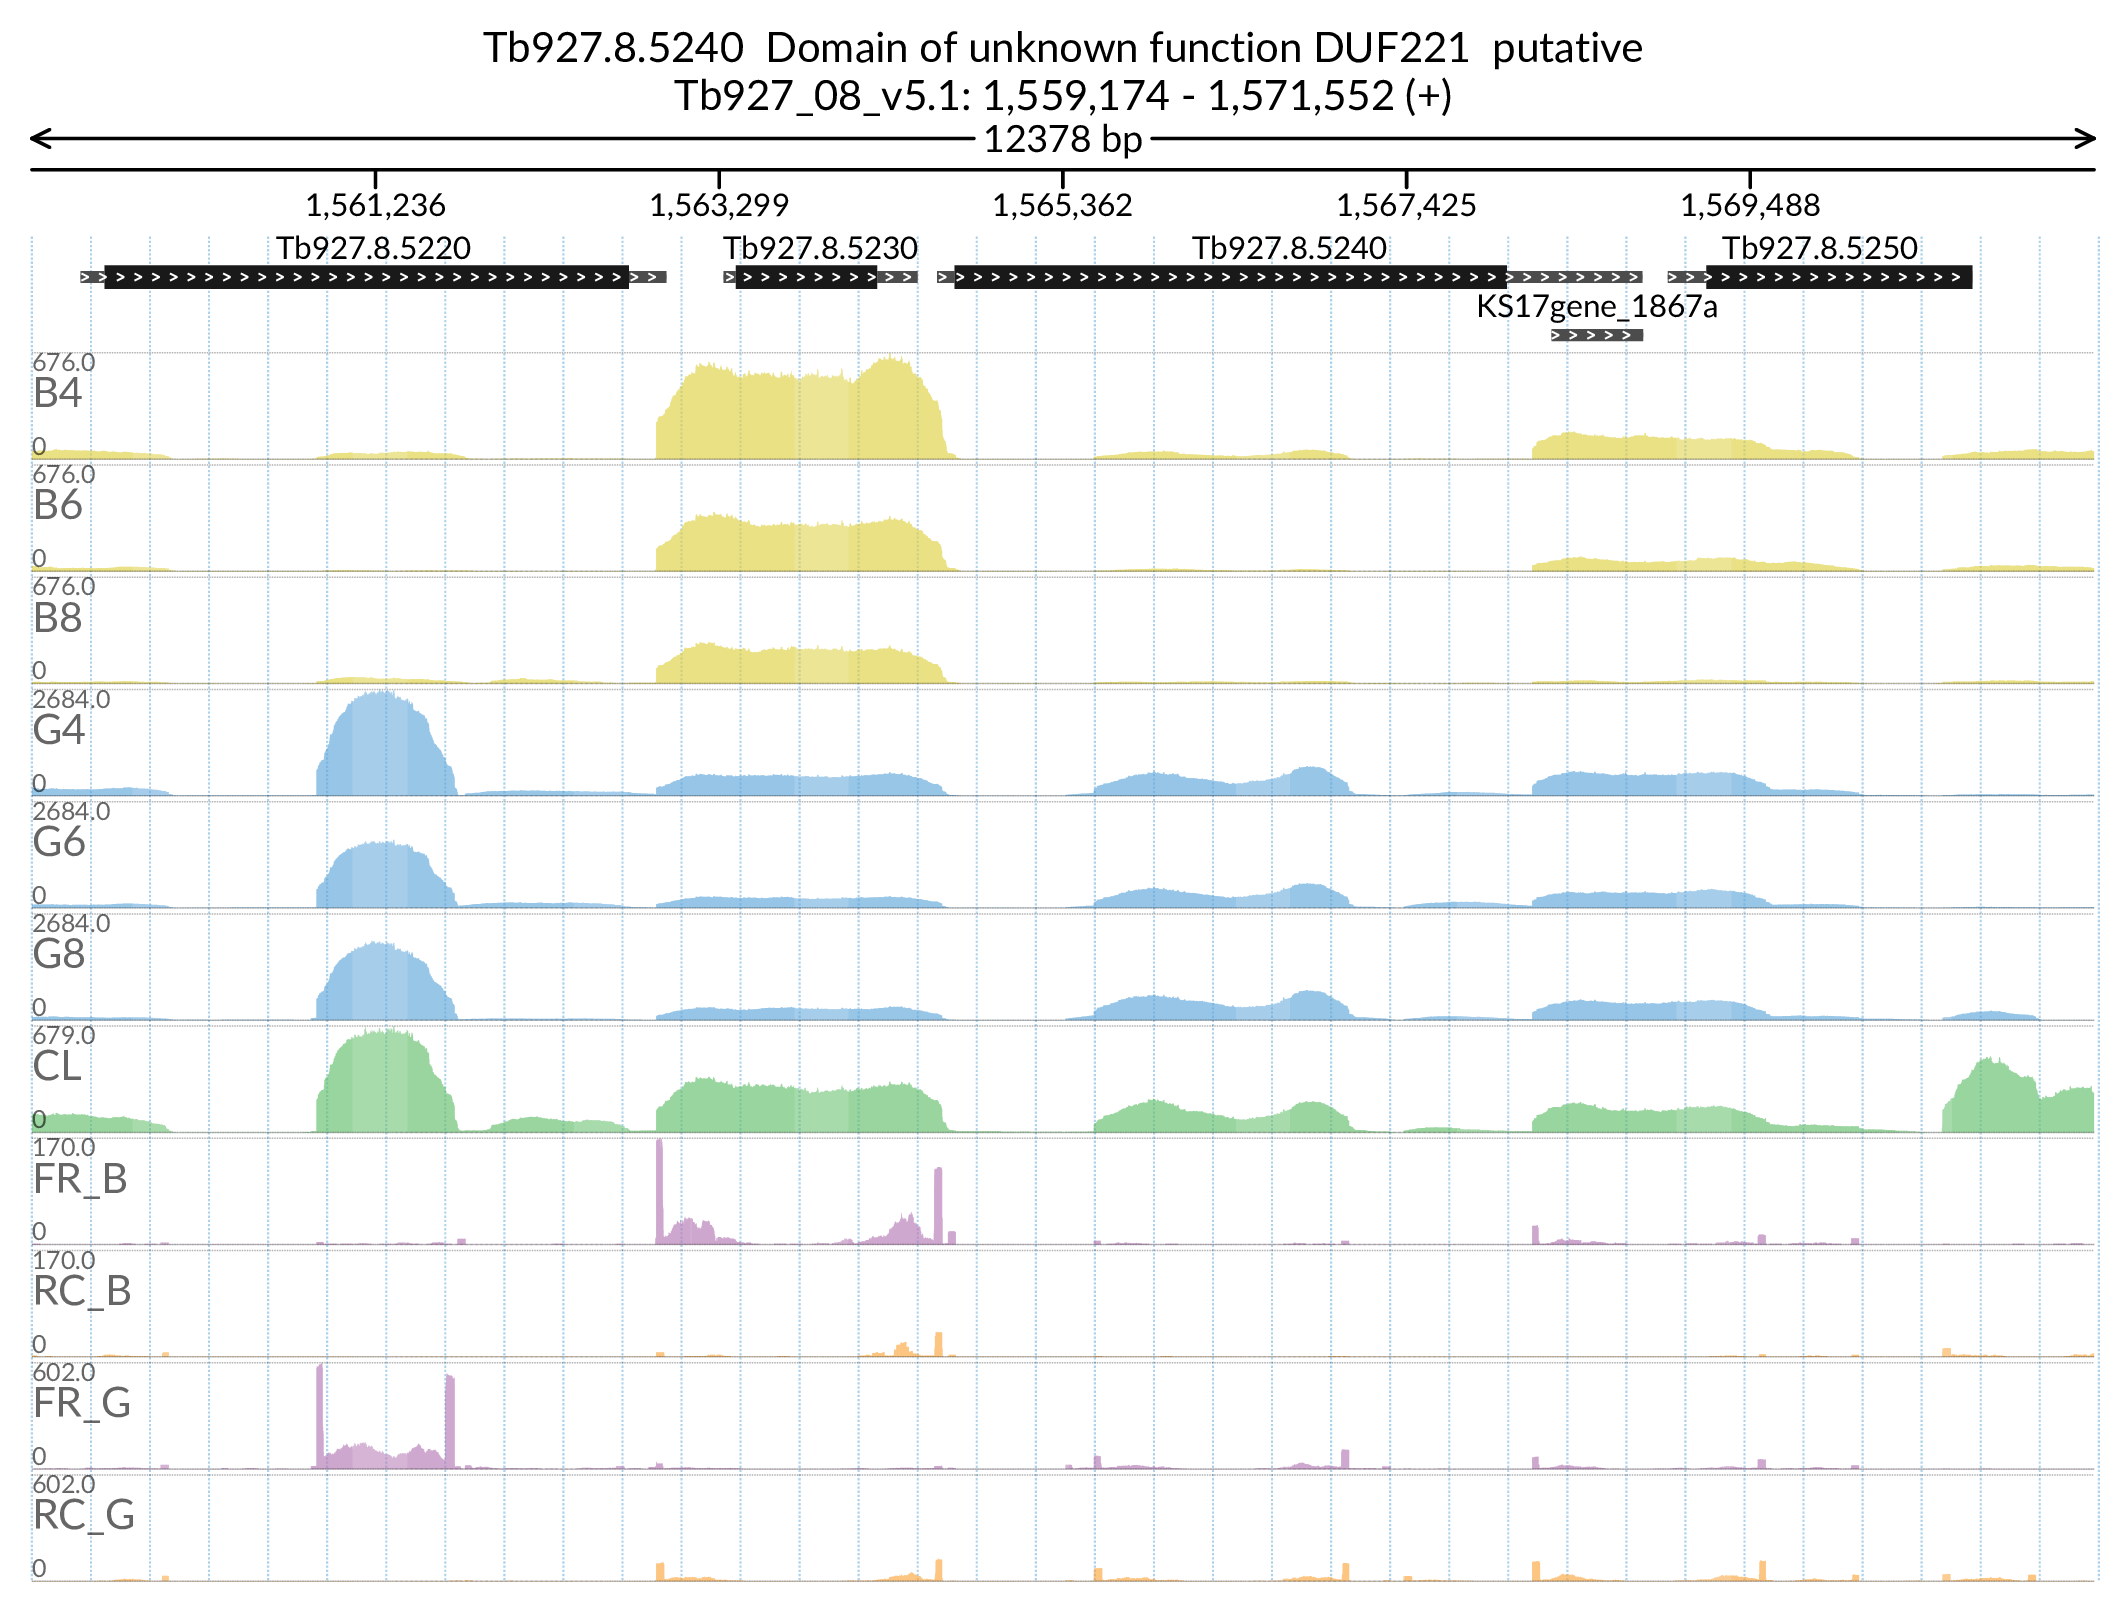 Tb927.8.5240  Domain of unknown function DUF221  putative
Tb927_08_v5.1: 1,559,174 - 1,571,552 (+)
12378 bp
1,561,236 1,563,299 1,565,362 1,567,425 1,569,488
Tb927.8.5220 Tb927.8.5230 Tb927.8.5240 Tb927.8.5250
KS17gene_1867a
676.0
B4
0
676.0
B6
0
676.0
B8
0
2684.0
G4
0
2684.0
G6
0
2684.0
G8
0
679.0
CL
0
170.0
FR_B
0
170.0
RC_B
0
602.0
FR_G
0
602.0
RC_G
0